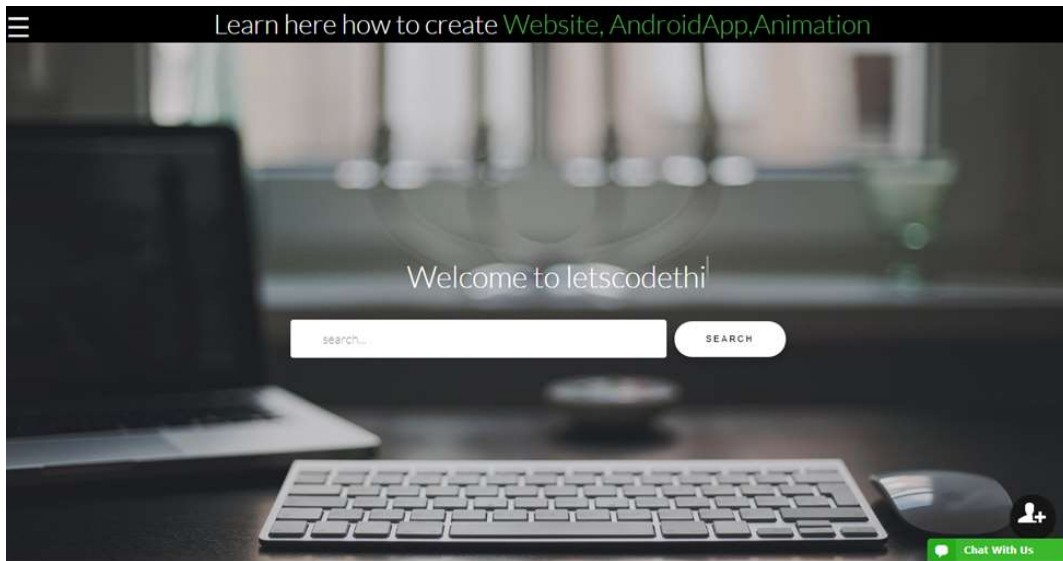 Learn here how to create Website, AndroidApp,Animation
Welcome to letscodethi
search...
SEARCH
Chat With Us